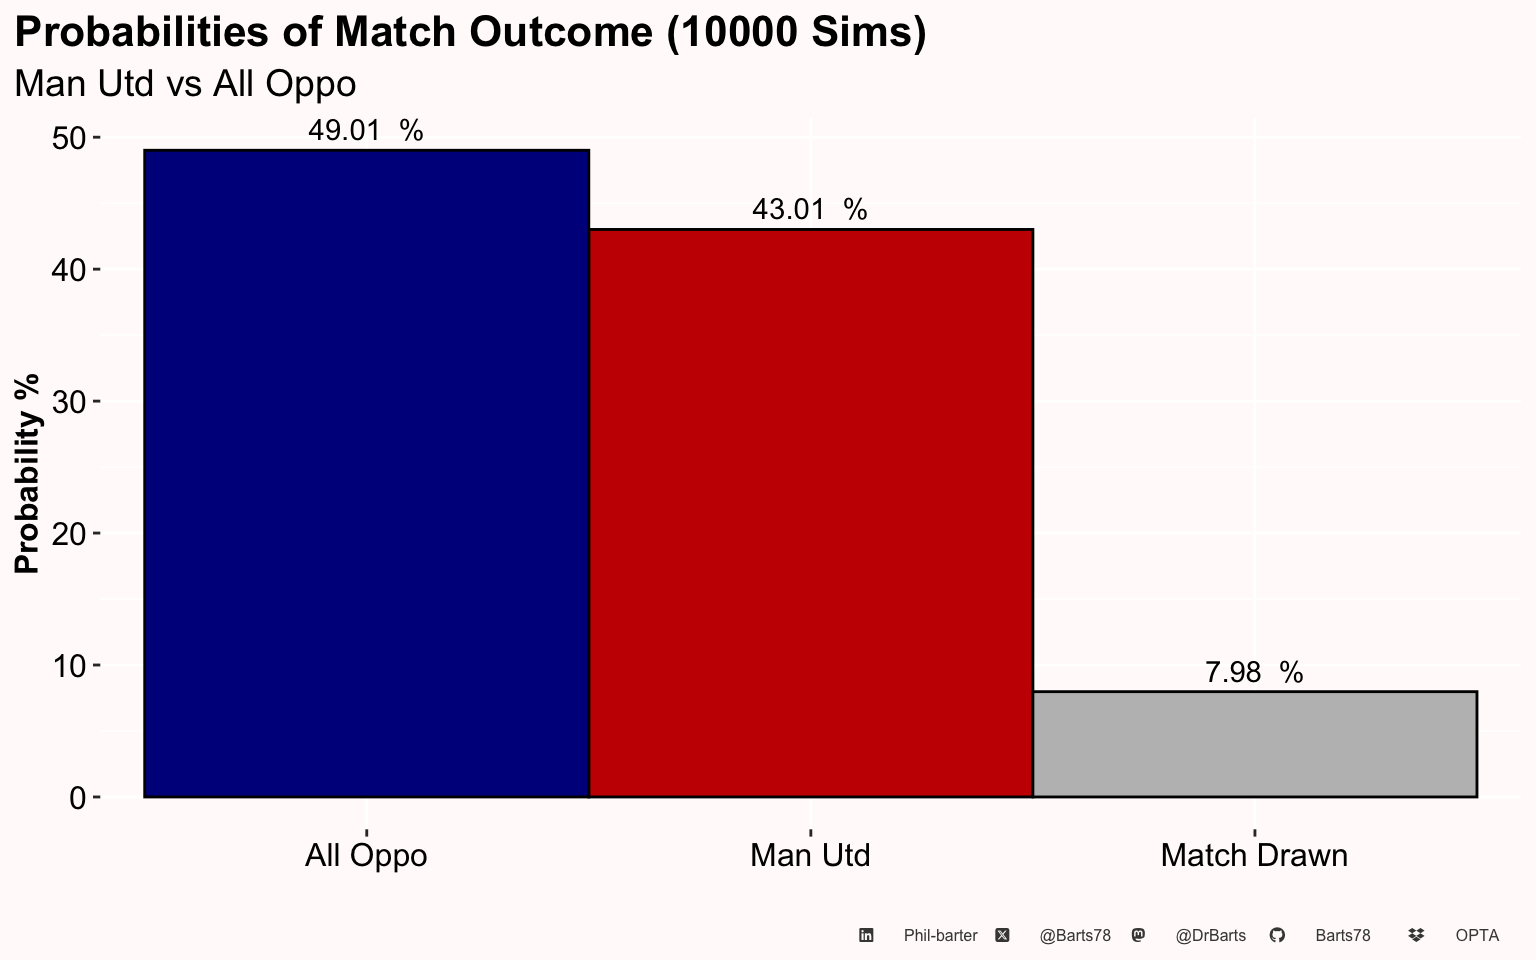 Probabilities of Match Outcome (10000 Sims)
Man Utd vs All Oppo
Probability %
50
40
30
20
10
0
49.01 %
43.01 %
7.98 %
All Oppo
Man Utd
Match Drawn
Phil-barter @Barts78 @DrBarts Barts78 OPTA